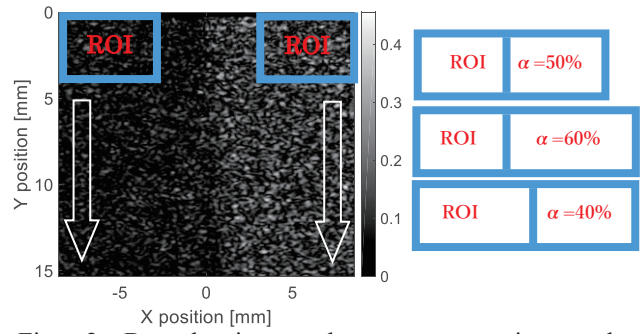 0
5
10
15
Y position [mm]
-5
0
5
X position [mm]
ROI
ROI
0.4
0.3
0.2
0.1
0
ROI α=50%
ROI α=60%
ROI α=40%